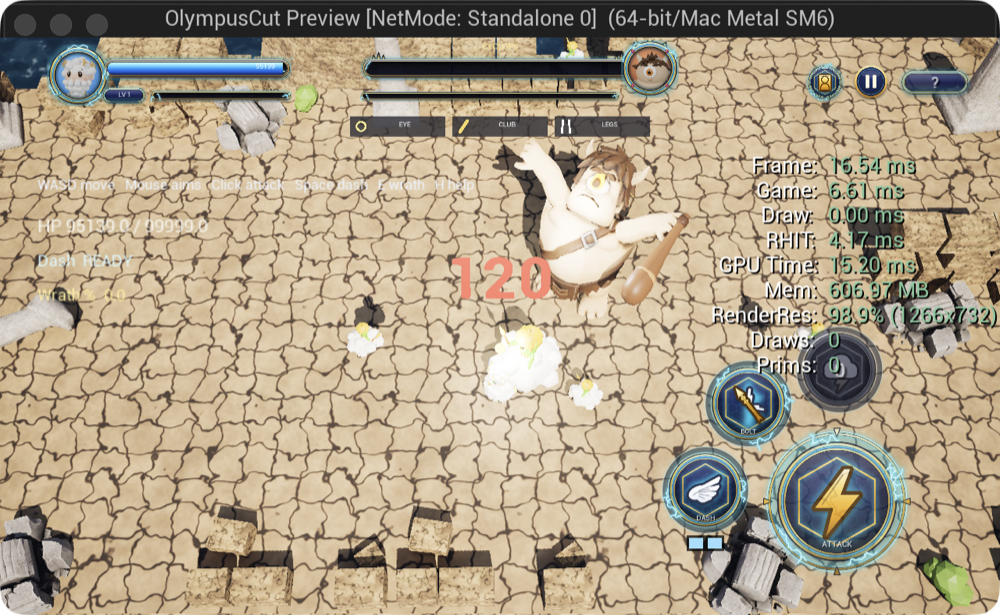 OlympusCut Preview [NetMode: Standalone 0] (64-bit/Mac Metal SM6)
95139
LV 1
?
EYE
CLUB
LEGS
Frame: 16.54 ms
Game: 6.61 ms
Draw: 0.00 ms
RHIT: 4.17 ms
GPU Time: 15.20 ms
Mem: 606.97 MB
RenderRes: 98.9% (1266x732)
Draws: 0
Prims: 0
WASD move Mouse aims Click attack Space dash E wrath H help
HP 95139.0 / 99999.0
Dash READY
Wrath % 0.0
120
BOLT
DASH
ATTACK